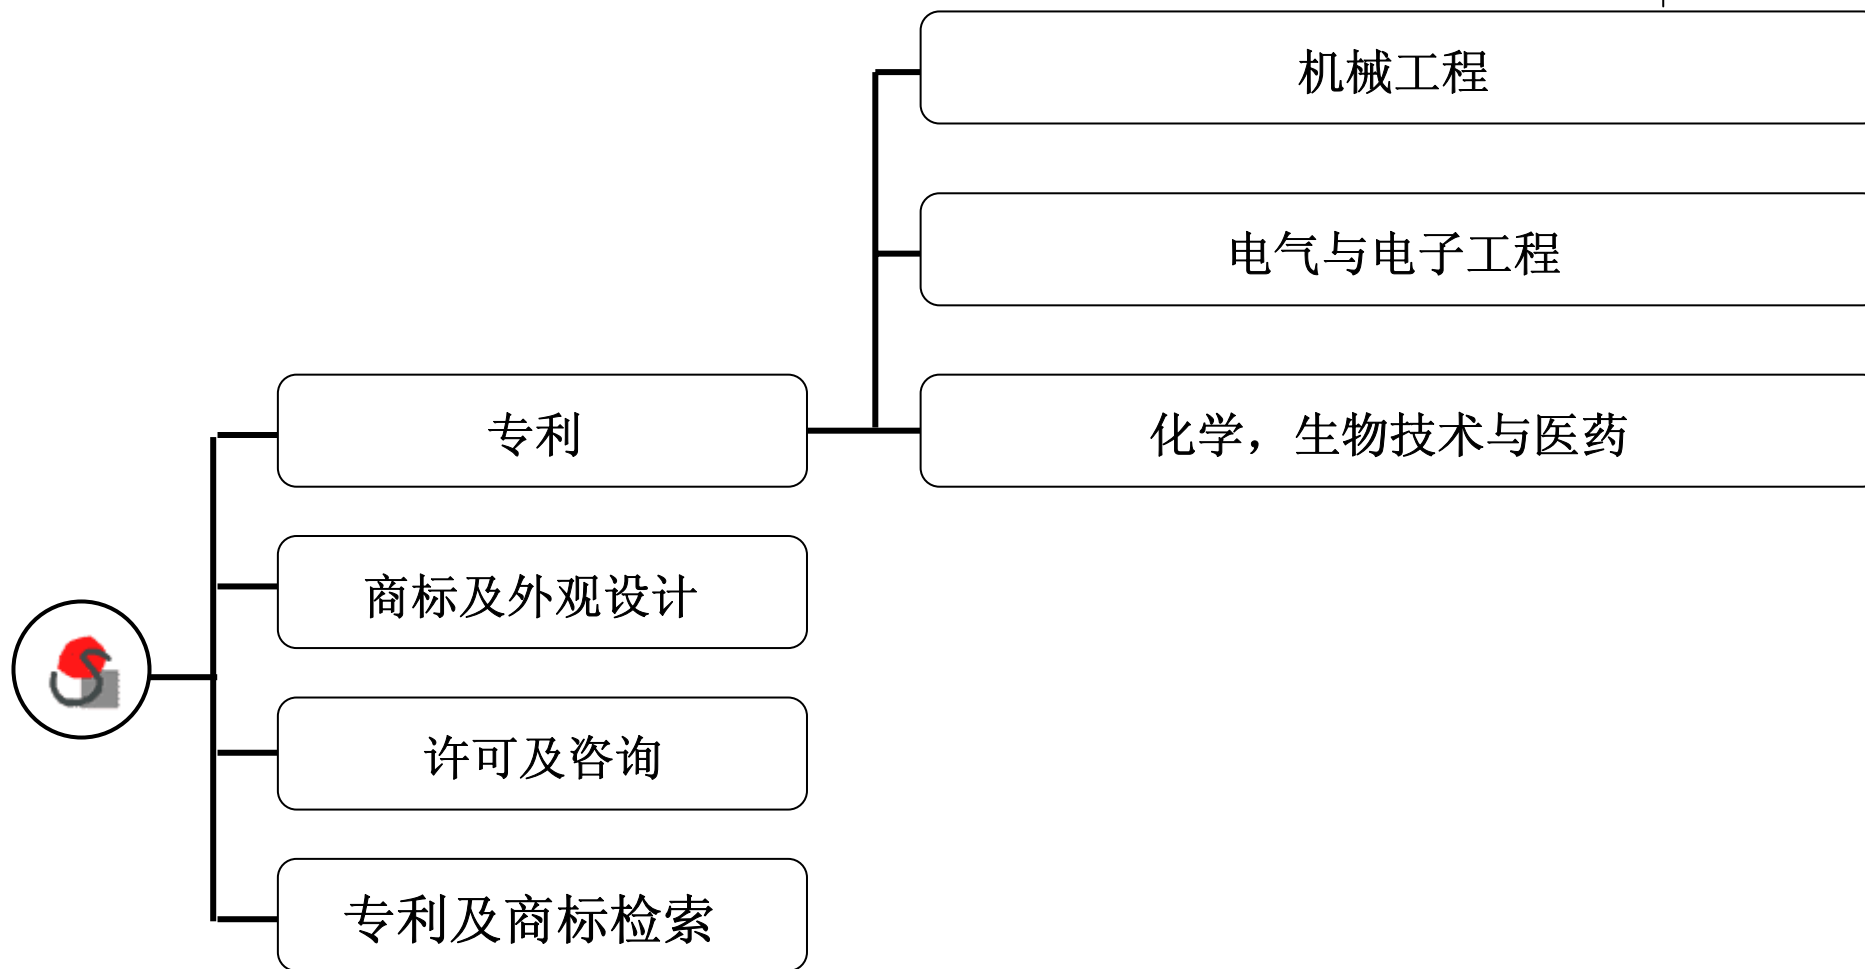 机械工程
电气与电子工程
专利
化学，生物技术与医药
商标及外观设计
许可及咨询
专利及商标检索